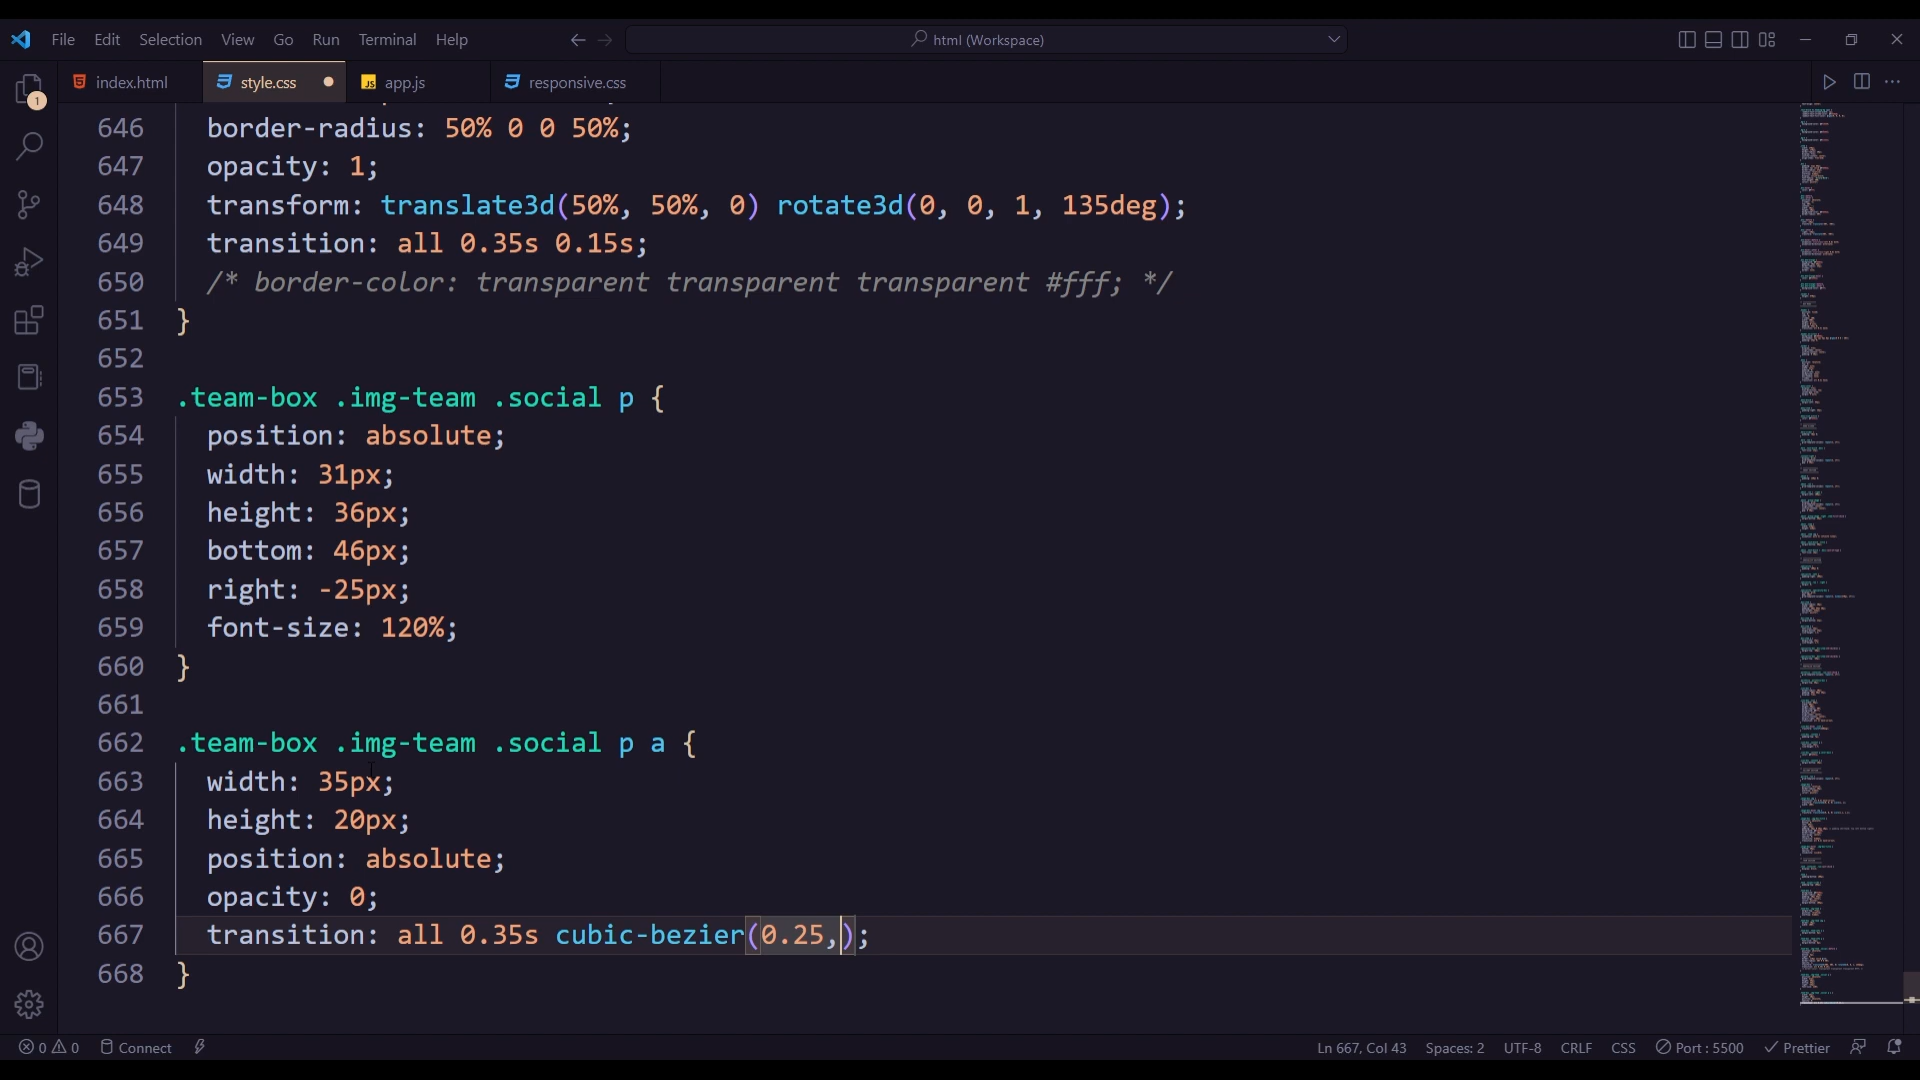 File Edit Selection View Go Run Terminal Help
html (Workspace)
index.html style.css app.js responsive.css
1
646 border-radius: 50% 0 0 50%;
647 opacity: 1;
648 transform: translate3d(50%, 50%, 0) rotate3d(0, 0, 1, 135deg);
649 transition: all 0.35s 0.15s;
650 /* border-color: transparent transparent transparent #fff; */
651 }
652
653 .team-box .img-team .social p {
654 position: absolute;
655 width: 31px;
656 height: 36px;
657 bottom: 46px;
658 right: -25px;
659 font-size: 120%;
660 }
661
662 .team-box .img-team .social p a {
663 width: 35px;
664 height: 20px;
665 position: absolute;
666 opacity: 0;
667 transition: all 0.35s cubic-bezier(0.25,);
668 }
0 0 Connect Ln 667, Col 43 Spaces: 2 UTF-8 CRLF CSS Port : 5500 Prettier